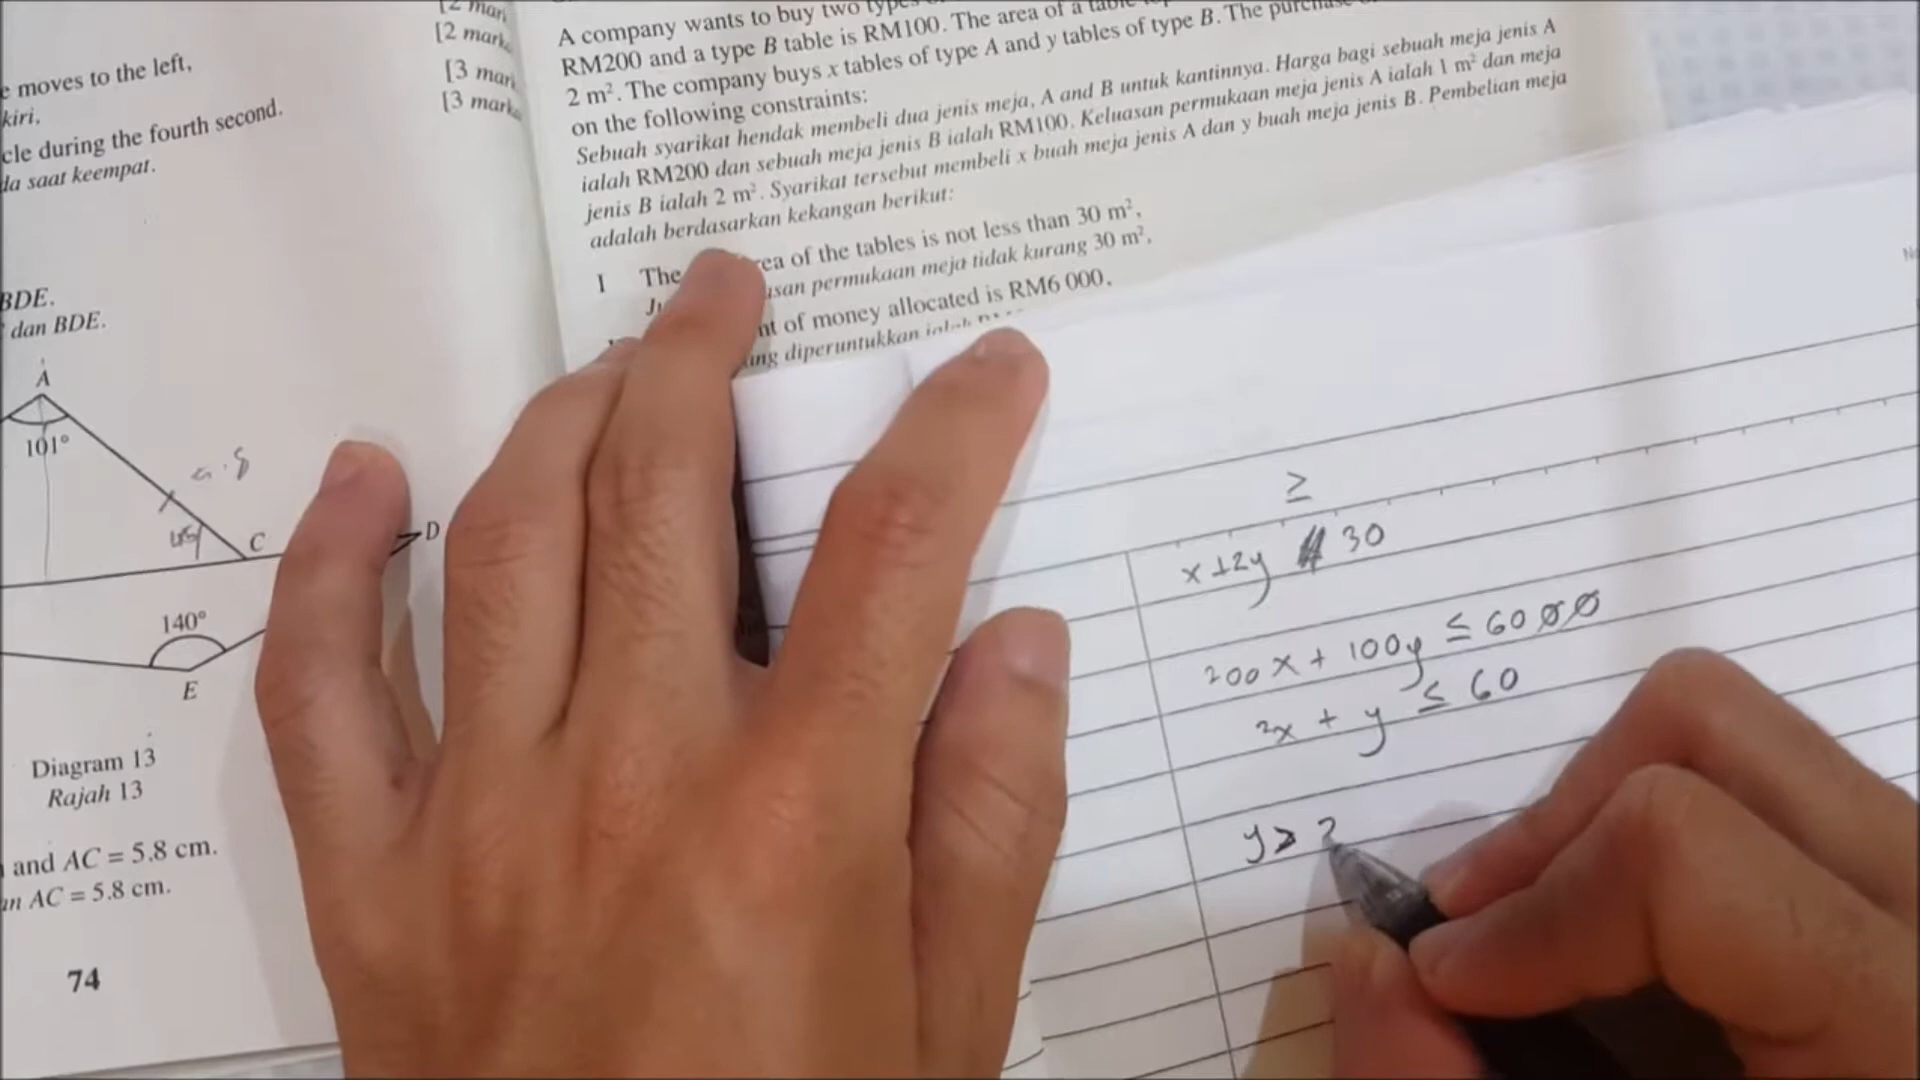 [2 mark
[3 mark
[3 mark
e moves to the left,
kiri,
cle during the fourth second.
da saat keempat.
BDE.
dan BDE.
A
101°
C
D
140°
E
Diagram 13
Rajah 13
and AC = 5.8 cm.
an AC = 5.8 cm.
74
A company wants to buy two types
RM200 and a type B table is RM100. The area of a table
2 m². The company buys x tables of type A and y tables of type B. The purchase
on the following constraints:
Sebuah syarikat hendak membeli dua jenis meja, A and B untuk kantinnya. Harga bagi sebuah meja jenis A
ialah RM200 dan sebuah meja jenis B ialah RM100. Keluasan permukaan meja jenis A ialah 1 m² dan meja
jenis B ialah 2 m². Syarikat tersebut membeli x buah meja jenis A dan y buah meja jenis B. Pembelian meja
adalah berdasarkan kekangan berikut:
I The rea of the tables is not less than 30 m²,
san permukaan meja tidak kurang 30 m²,
nt of money allocated is RM6 000,
ang diperuntukkan ialah
≥
x+2y 30
200x + 100y ≤ 6000
2x + y ≤ 60
y > 2